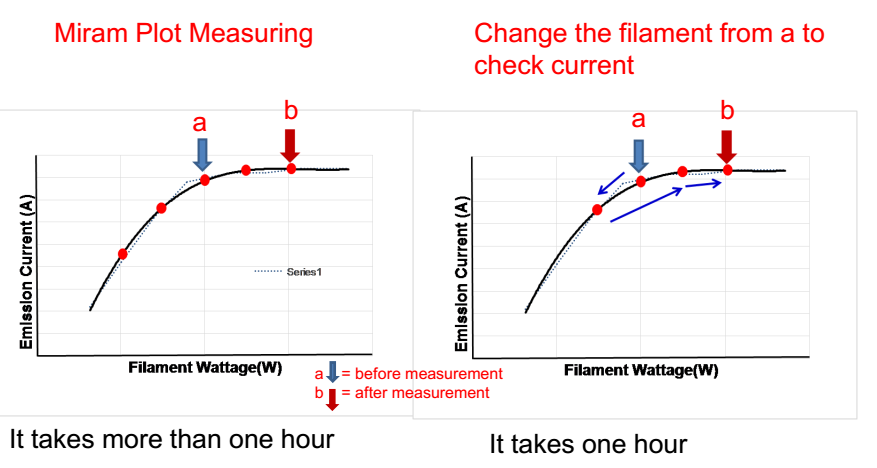 Miram Plot Measuring
Change the filament from a to
check current
a
b
Emission Current (A)
Series1
Filament Wattage(W)
a = before measurement
b = after measurement
a
b
Emission Current (A)
Filament Wattage(W)
It takes more than one hour
It takes one hour